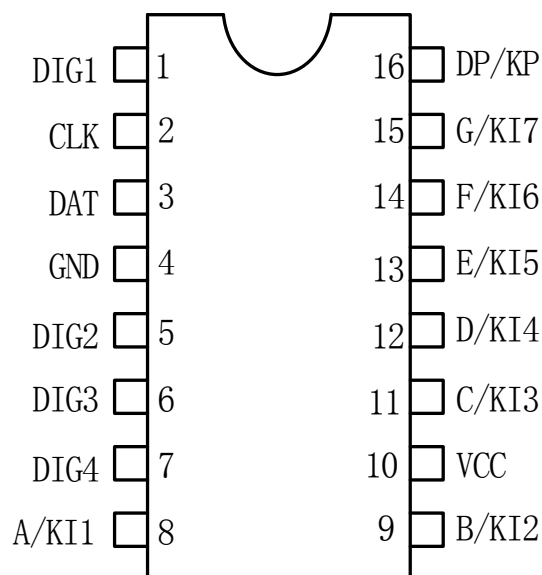 DIG1 1 16 DP/KP
CLK 2 15 G/KI7
DAT 3 14 F/KI6
GND 4 13 E/KI5
DIG2 5 12 D/KI4
DIG3 6 11 C/KI3
DIG4 7 10 VCC
A/KI1 8 9 B/KI2